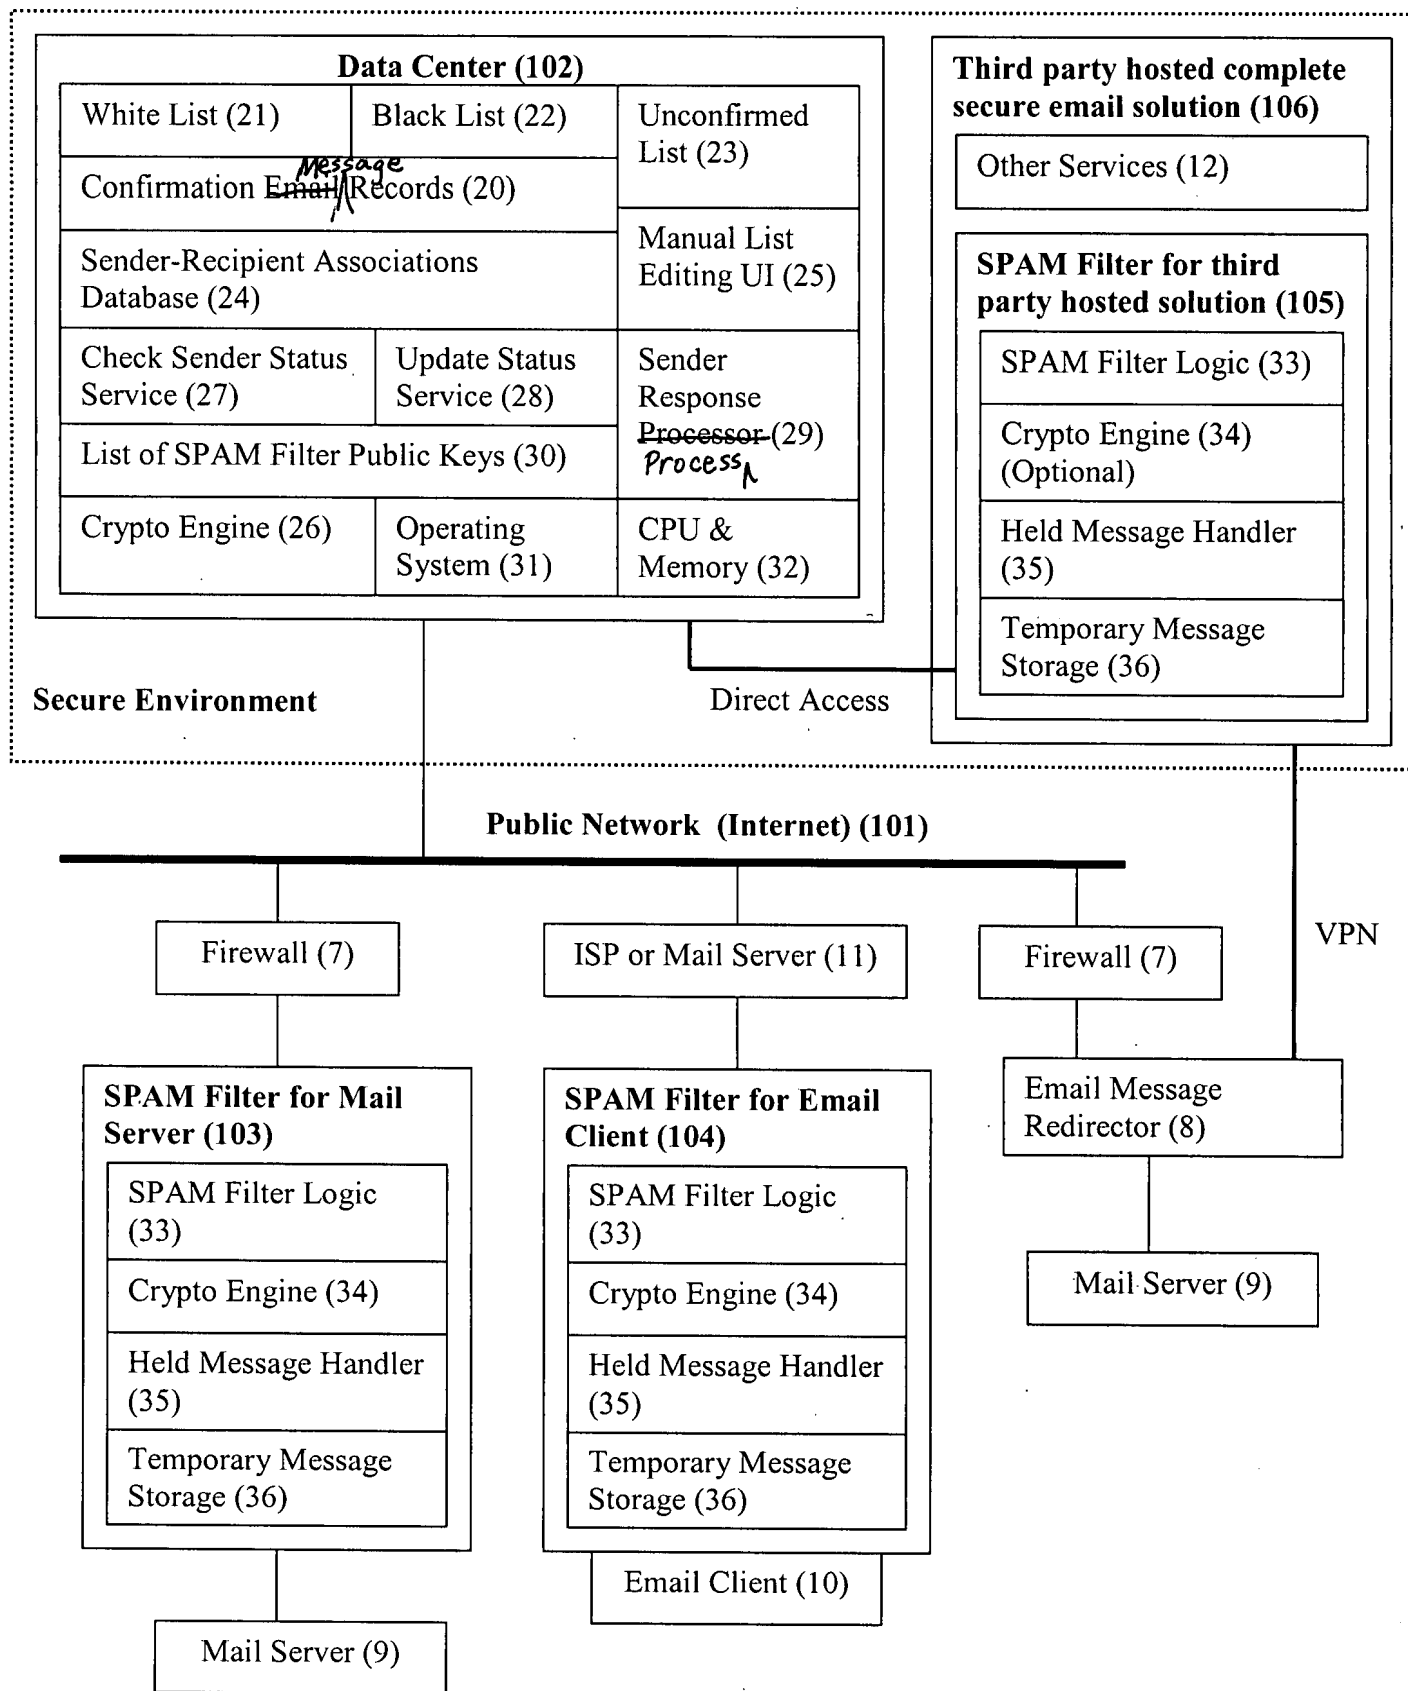 Data Center (102)
White List (21)
Black List (22)
Unconfirmed
List (23)
Message
Confirmation Email Records (20)
Manual List
Editing UI (25)
Sender-Recipient Associations
Database (24)
Check Sender Status
Service (27)
Update Status
Service (28)
Sender
Response
Processor (29)
Process
List of SPAM Filter Public Keys (30)
Crypto Engine (26)
Operating
System (31)
CPU &
Memory (32)
Third party hosted complete
secure email solution (106)
Other Services (12)
SPAM Filter for third
party hosted solution (105)
SPAM Filter Logic (33)
Crypto Engine (34)
(Optional)
Held Message Handler
(35)
Temporary Message
Storage (36)
Secure Environment
Direct Access
Public Network (Internet) (101)
Firewall (7)
ISP or Mail Server (11)
Firewall (7)
VPN
SPAM Filter for Mail
Server (103)
SPAM Filter Logic
(33)
Crypto Engine (34)
Held Message Handler
(35)
Temporary Message
Storage (36)
Mail Server (9)
SPAM Filter for Email
Client (104)
SPAM Filter Logic
(33)
Crypto Engine (34)
Held Message Handler
(35)
Temporary Message
Storage (36)
Email Client (10)
Email Message
Redirector (8)
Mail Server (9)